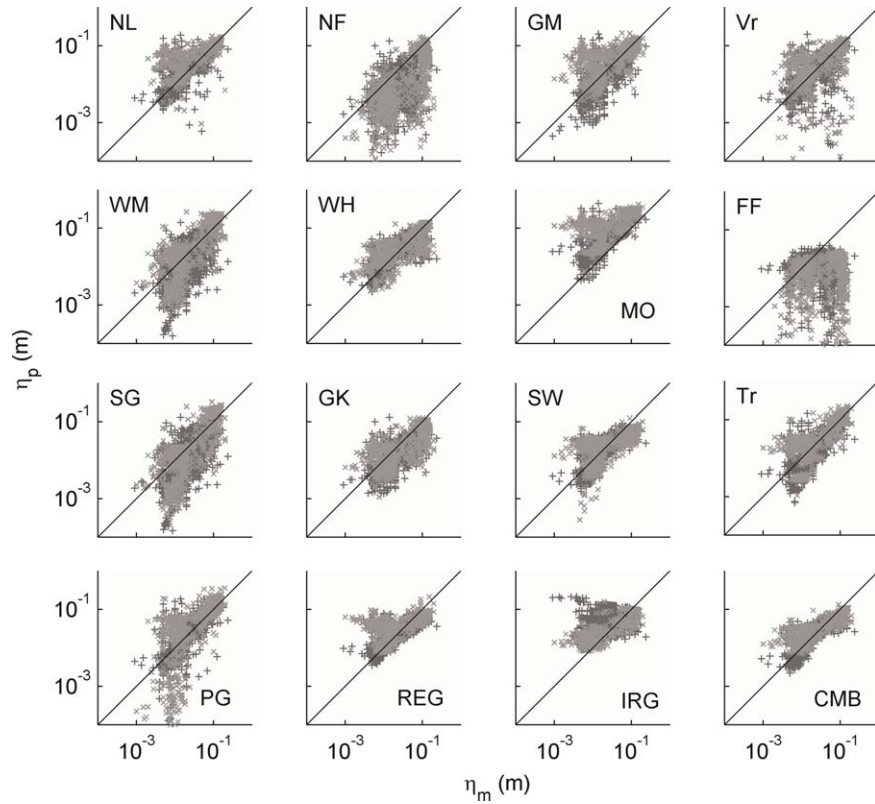 NL NF GM Vr
10⁻¹
10⁻³
WM WH MO FF
10⁻¹
10⁻³
η_p (m)
SG GK SW Tr
10⁻¹
10⁻³
PG REG IRG CMB
10⁻¹
10⁻³
10⁻³ 10⁻¹ 10⁻³ 10⁻¹ 10⁻³ 10⁻¹ 10⁻³ 10⁻¹
η_m (m)